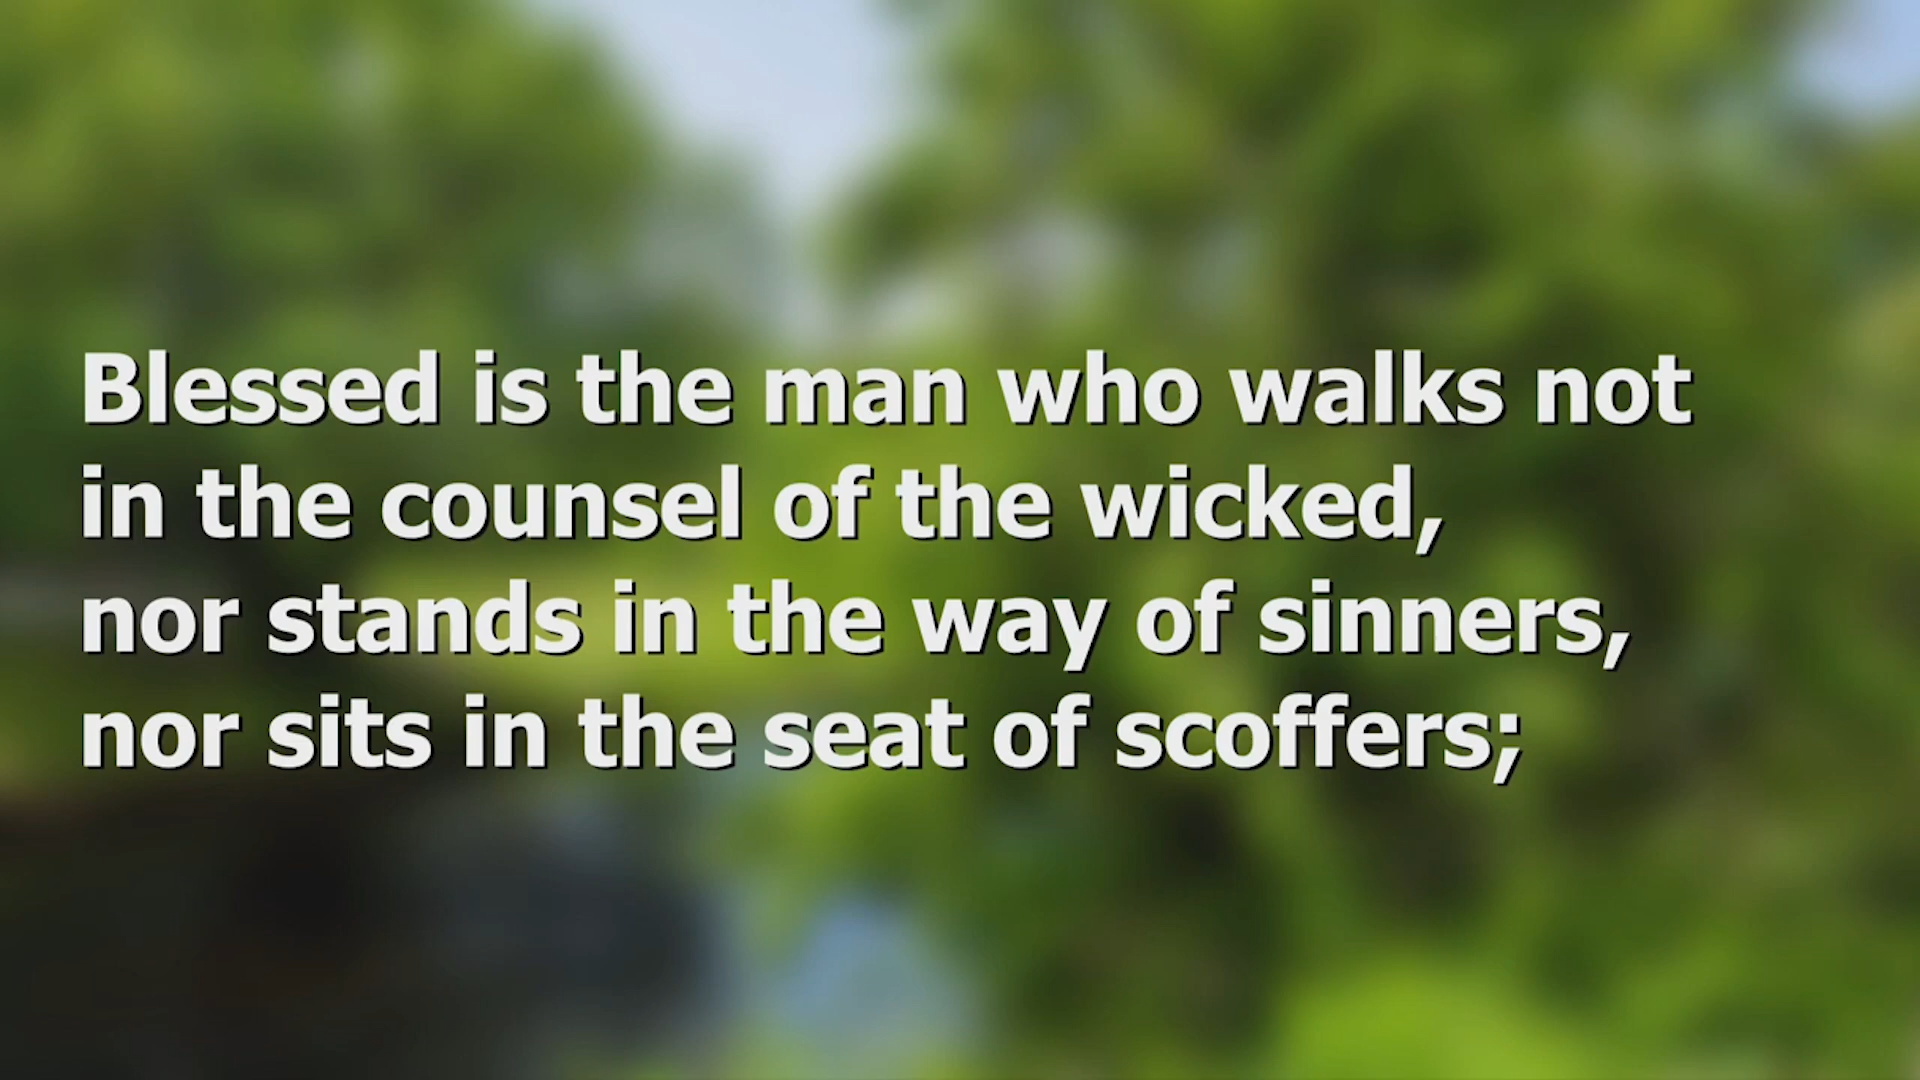 Blessed is the man who walks not
in the counsel of the wicked,
nor stands in the way of sinners,
nor sits in the seat of scoffers;